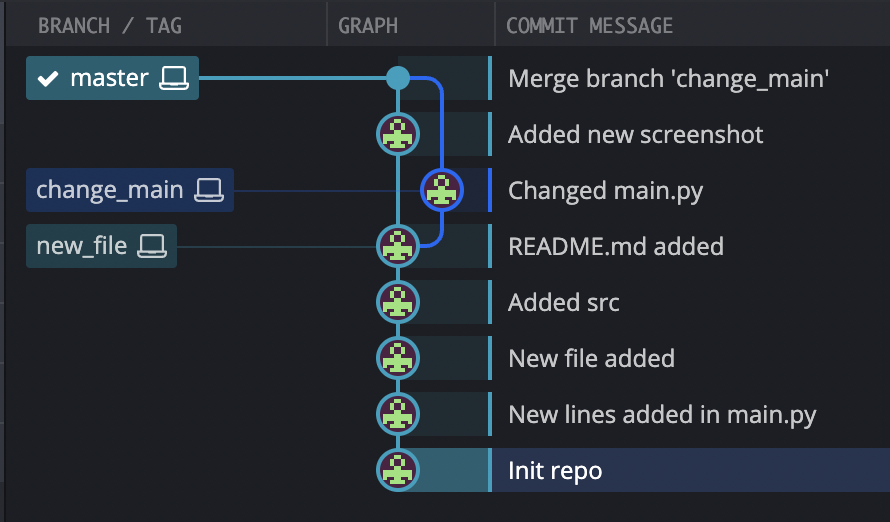 BRANCH / TAG GRAPH COMMIT MESSAGE
master Merge branch 'change_main'
Added new screenshot
change_main Changed main.py
new_file README.md added
Added src
New file added
New lines added in main.py
Init repo